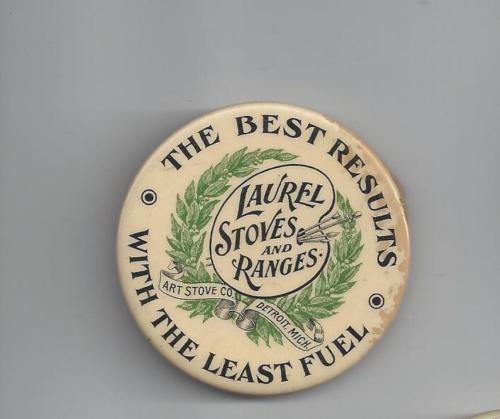 THE BEST RESULTS
WITH THE LEAST FUEL
LAUREL
STOVES
AND
RANGES.
ART STOVE CO.
DETROIT, MICH.